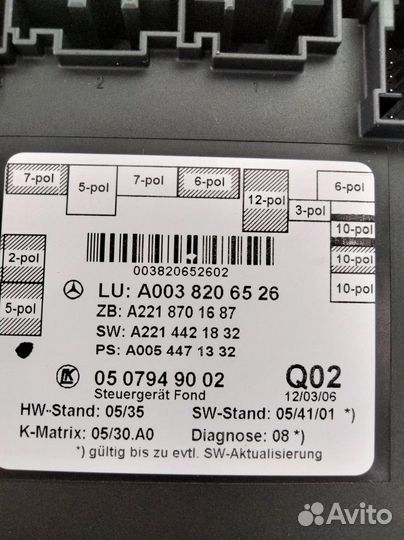 2
1
7-pol
5-pol
7-pol
6-pol
12-pol
3-pol
6-pol
10-pol
10-pol
10-pol
2-pol
5-pol
003820652602
LU: A003 820 65 26
ZB: A221 870 16 87
SW: A221 442 18 32
PS: A005 447 13 32
LK 05 0794 90 02 Q02
Steuergerät Fond 12/03/06
HW-Stand: 05/35 SW-Stand: 05/41/01 *)
K-Matrix: 05/30.A0 Diagnose: 08 *)
*) gültig bis zu evtl. SW-Aktualisierung
Avito